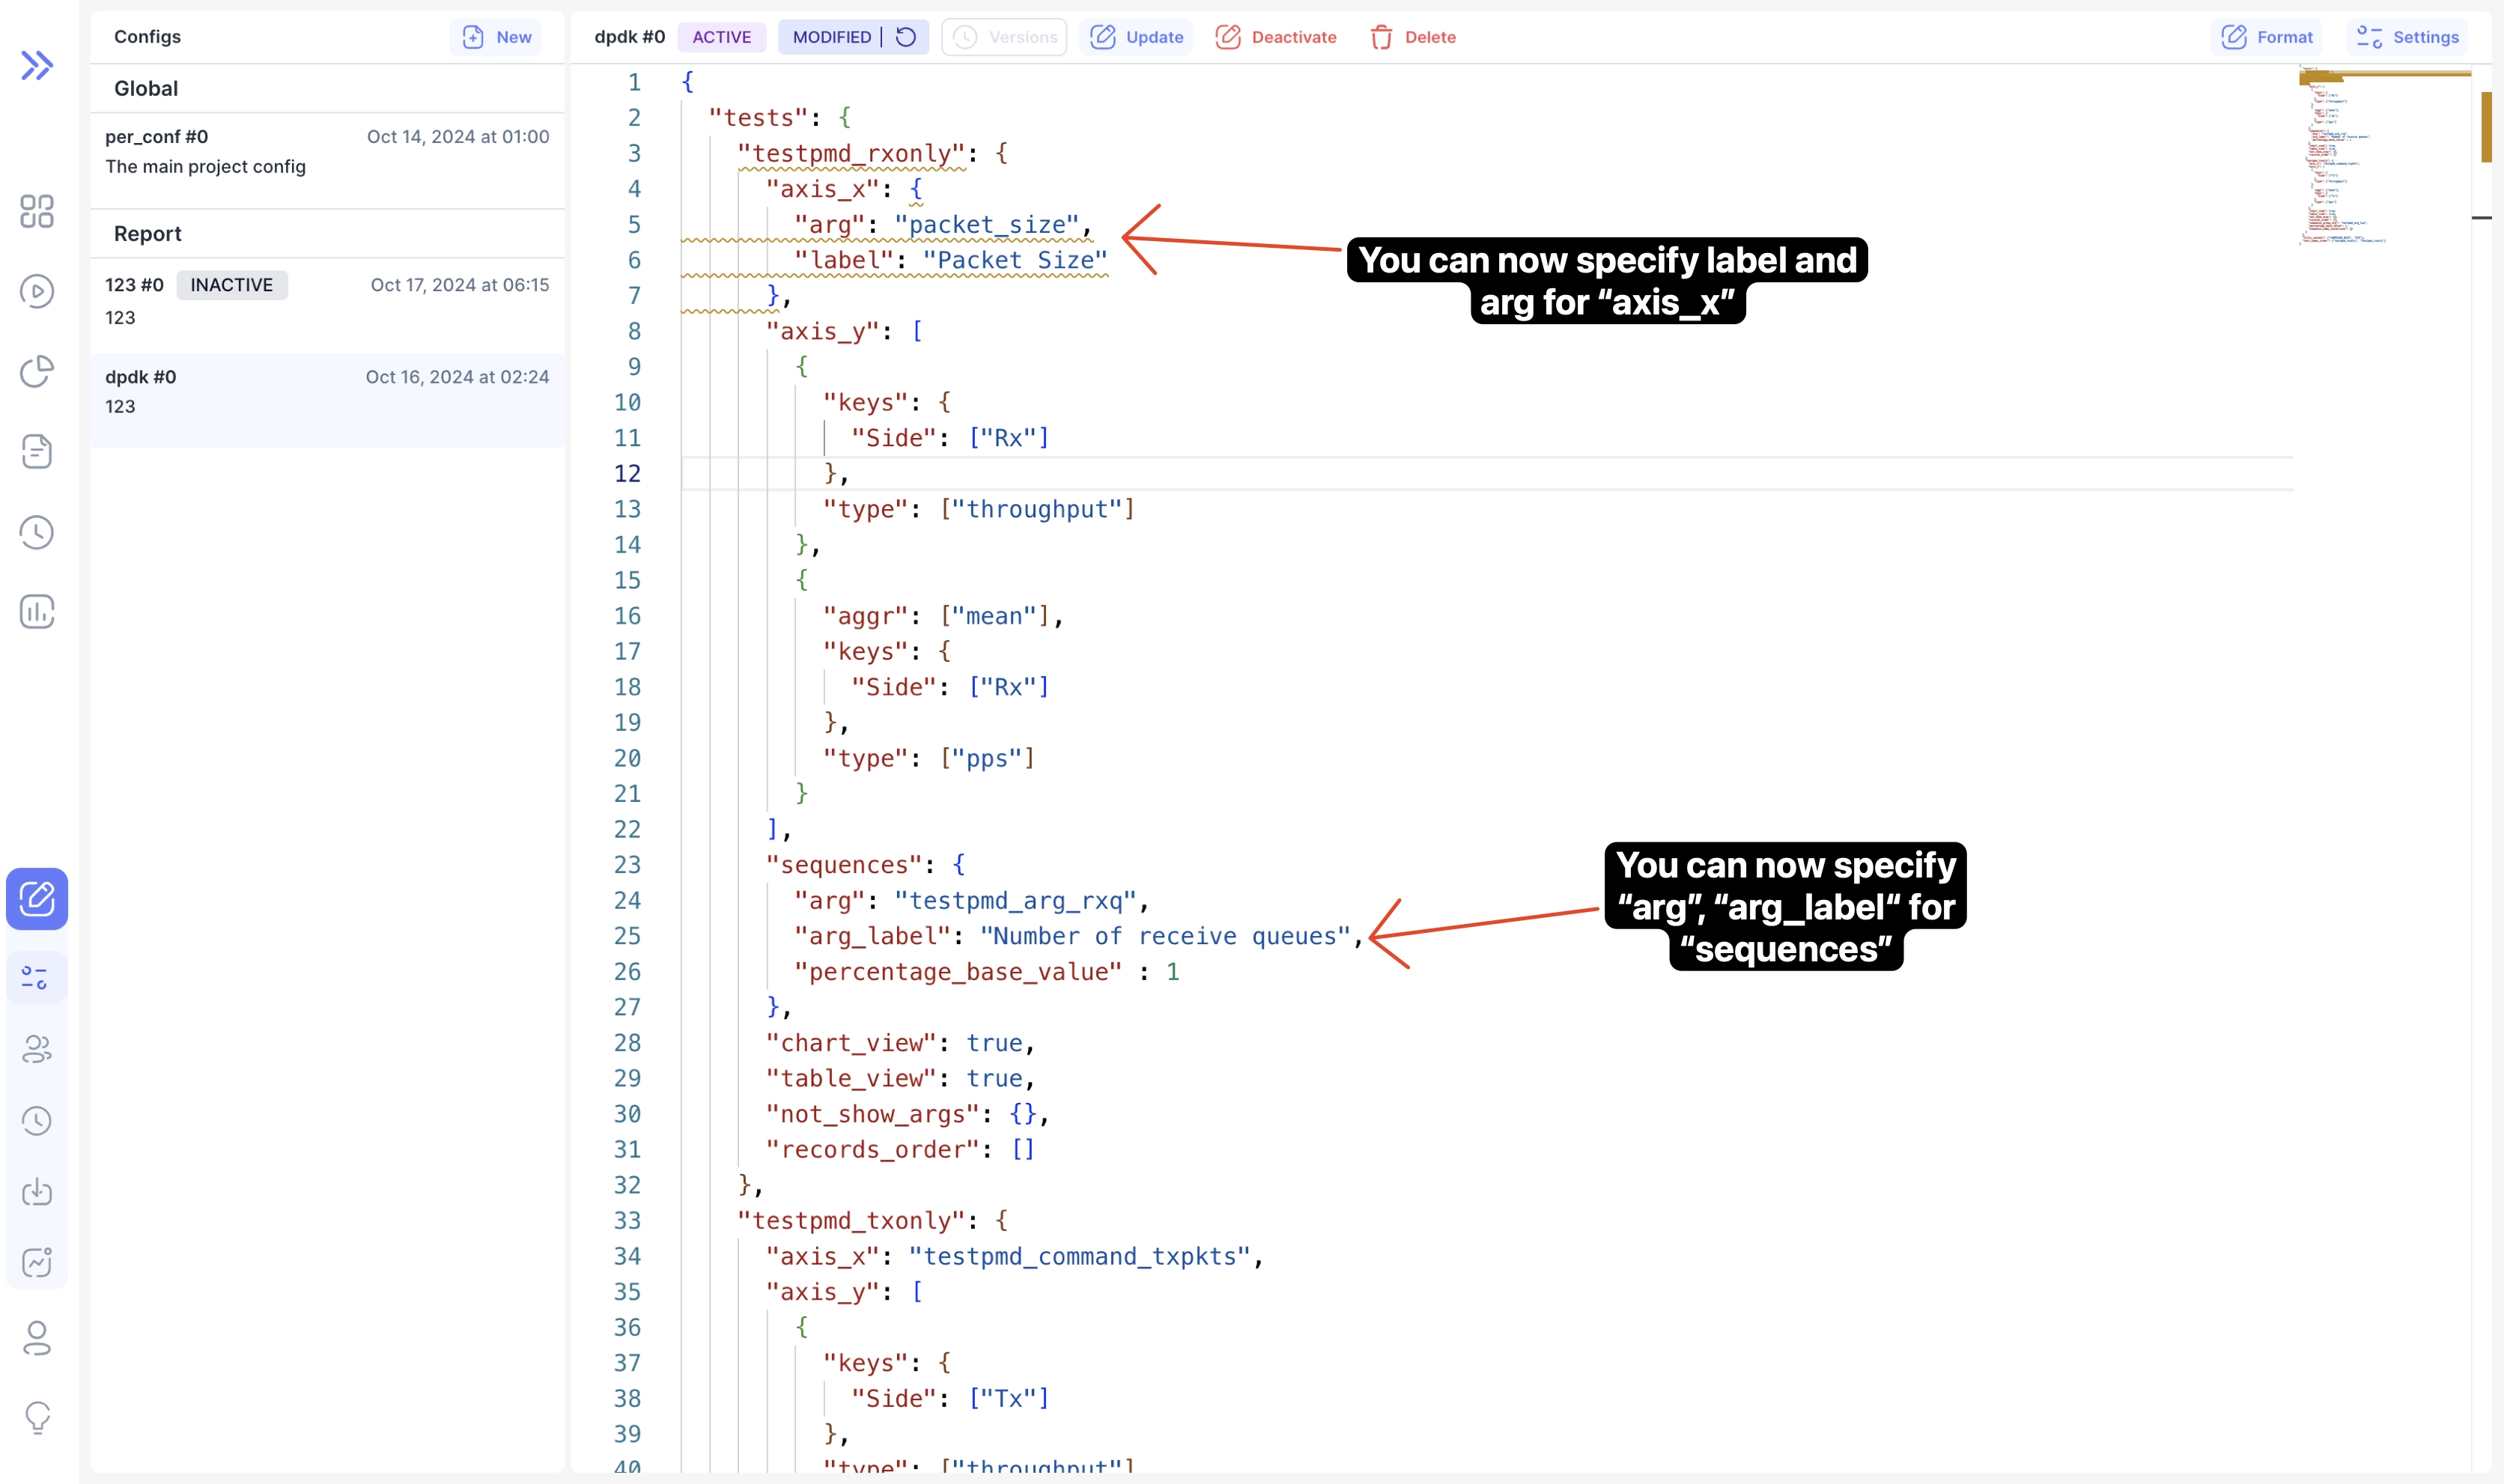 Configs
New
Global
per_conf #0 Oct 14, 2024 at 01:00
The main project config
Report
123 #0 INACTIVE Oct 17, 2024 at 06:15
123
dpdk #0 Oct 16, 2024 at 02:24
123
dpdk #0 ACTIVE MODIFIED Versions Update Deactivate Delete Format Settings
1 {
2 "tests": {
3 "testpmd_rxonly": {
4 "axis_x": {
5 "arg": "packet_size",
6 "label": "Packet Size"
7 },
8 "axis_y": [
9 {
10 "keys": {
11 "Side": ["Rx"]
12 },
13 "type": ["throughput"]
14 },
15 {
16 "aggr": ["mean"],
17 "keys": {
18 "Side": ["Rx"]
19 },
20 "type": ["pps"]
21 }
22 ],
23 "sequences": {
24 "arg": "testpmd_arg_rxq",
25 "arg_label": "Number of receive queues",
26 "percentage_base_value" : 1
27 },
28 "chart_view": true,
29 "table_view": true,
30 "not_show_args": {},
31 "records_order": []
32 },
33 "testpmd_txonly": {
34 "axis_x": "testpmd_command_txpkts",
35 "axis_y": [
36 {
37 "keys": {
38 "Side": ["Tx"]
39 },
40 "type": ["throughput"]
You can now specify label and
arg for “axis_x”
You can now specify
“arg”, “arg_label“ for
“sequences”